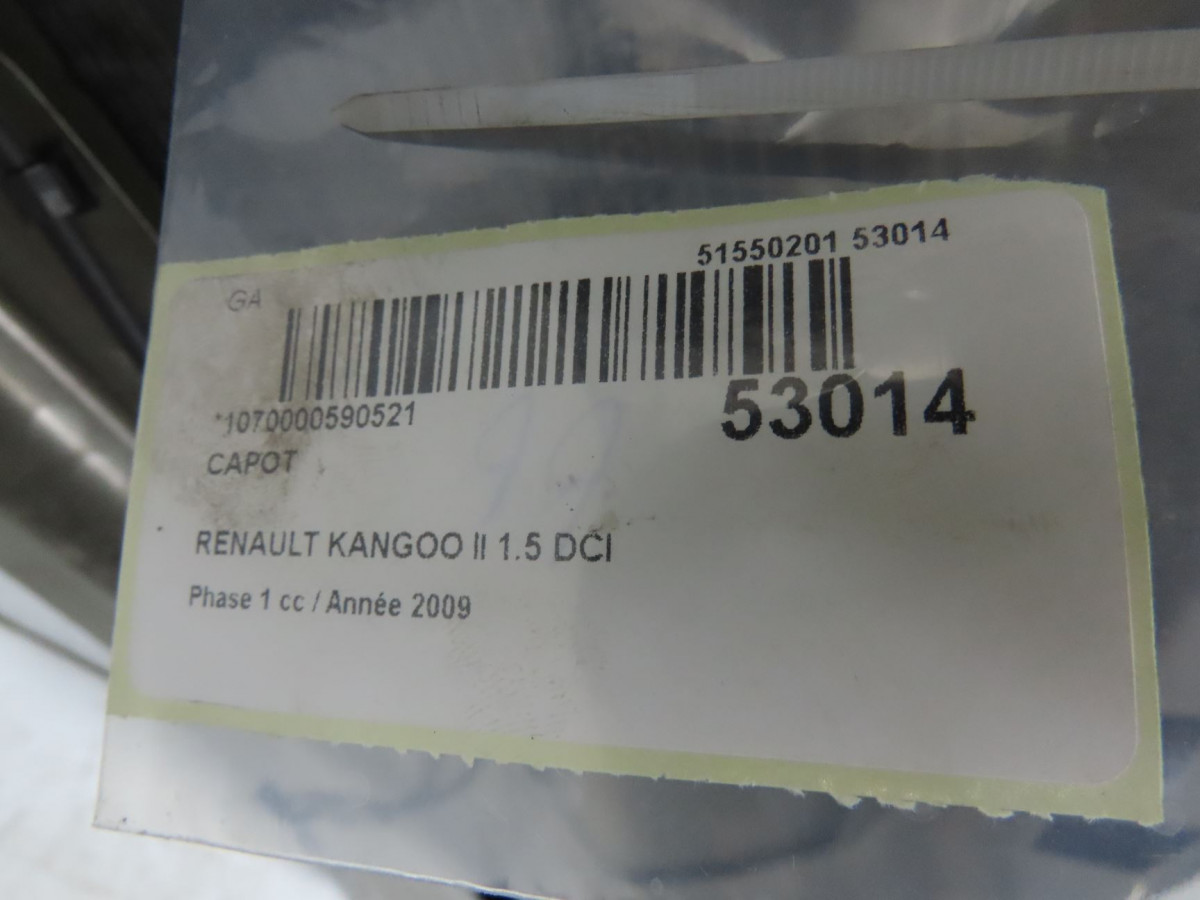 51550201 53014
GA
*1070000590521
53014
CAPOT
RENAULT KANGOO II 1.5 DCI
Phase 1 cc / Année 2009